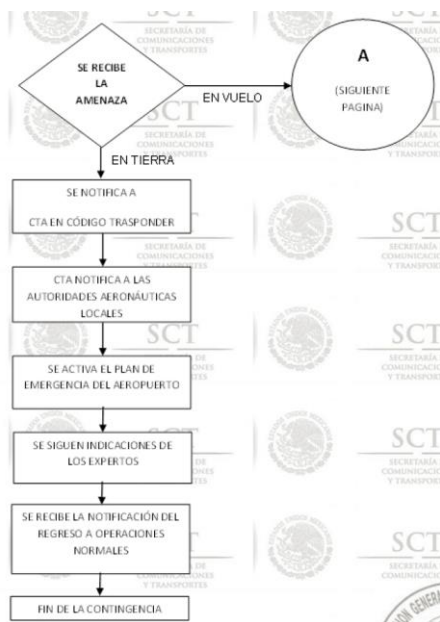 SE RECIBE
LA
AMENAZA
EN VUELO
A
(SIGUIENTE
PAGINA)
EN TIERRA
SE NOTIFICA A
CTA EN CÓDIGO TRASPONDER
CTA NOTIFICA A LAS
AUTORIDADES AERONÁUTICAS
LOCALES
SE ACTIVA EL PLAN DE
EMERGENCIA DEL AEROPUERTO
SE SIGUEN INDICACIONES DE
LOS EXPERTOS
SE RECIBE LA NOTIFICACIÓN DEL
REGRESO A OPERACIONES
NORMALES
FIN DE LA CONTINGENCIA
SCT
SECRETARÍA DE
COMUNICACIONES
Y TRANSPORTES